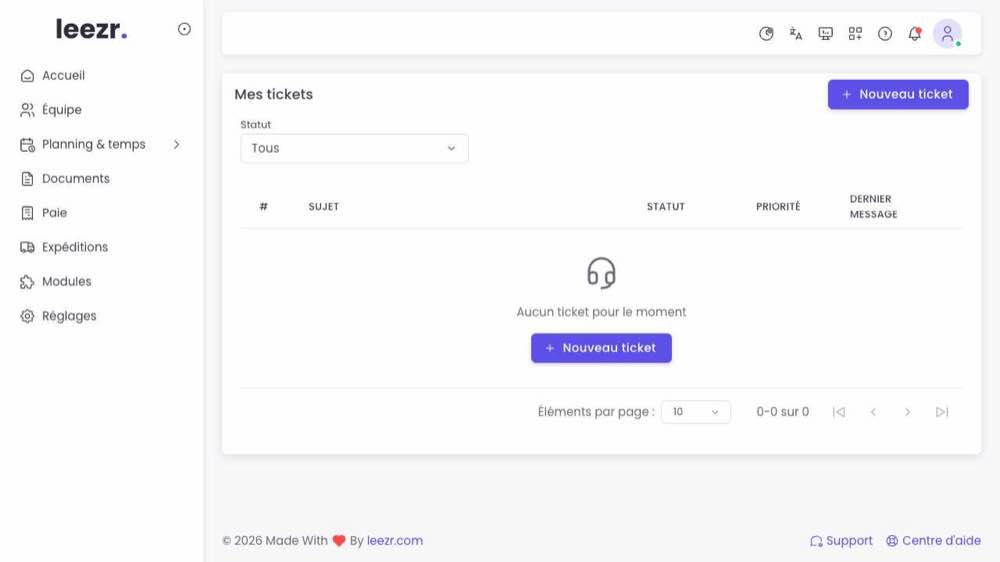 leezr.
Accueil
Équipe
Planning & temps
Documents
Paie
Expéditions
Modules
Réglages
Mes tickets
+ Nouveau ticket
Statut
Tous
# SUJET STATUT PRIORITÉ DERNIER MESSAGE
Aucun ticket pour le moment
+ Nouveau ticket
Éléments par page : 10 0-0 sur 0
© 2026 Made With ❤ By leezr.com
Support Centre d'aide